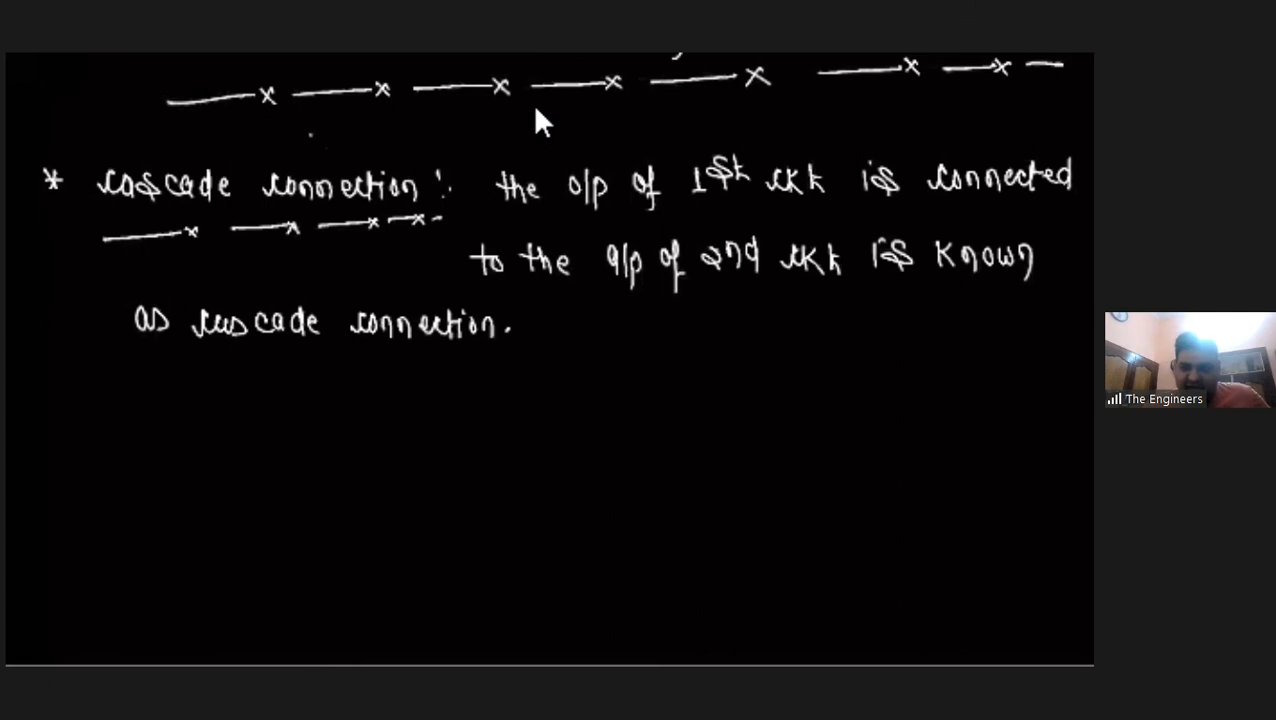 * cascade connection : the o/p of 1st ckt is connected
to the i/p of 2nd ckt is known
as cascade connection.
The Engineers